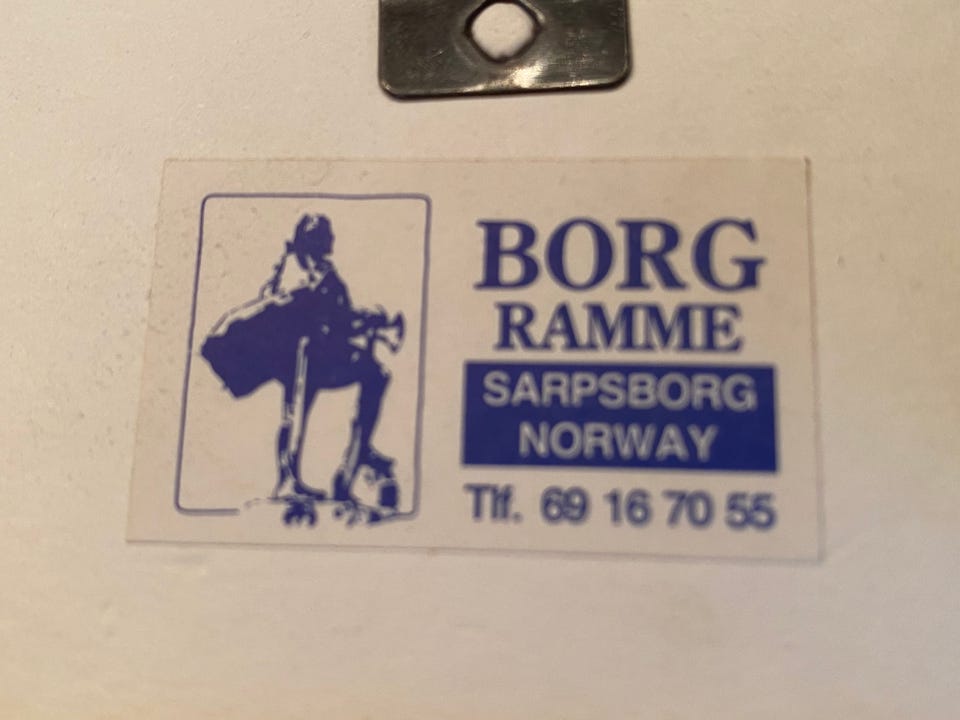 BORG
RAMME
SARPSBORG
NORWAY
Tlf. 69 16 70 55